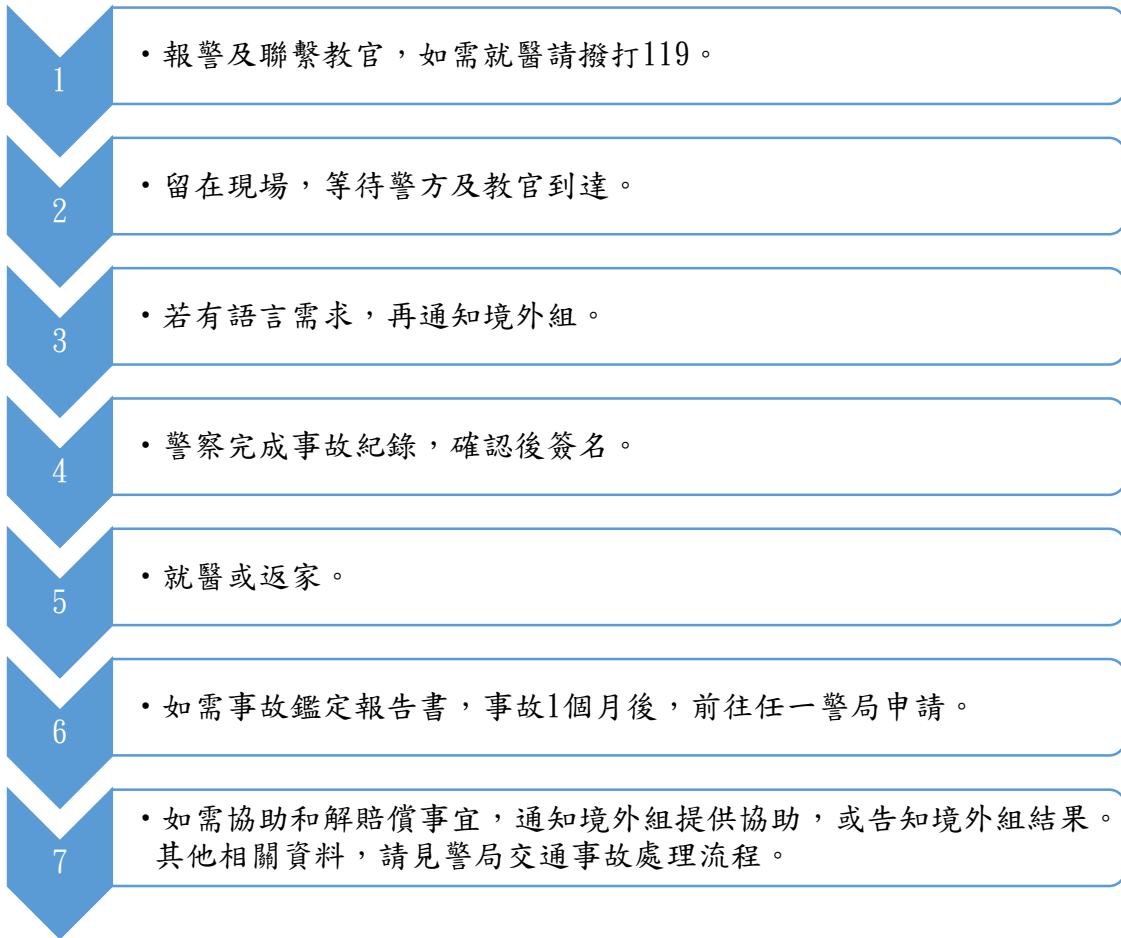 1
•報警及聯繫教官，如需就醫請撥打119。
2
•留在現場，等待警方及教官到達。
3
•若有語言需求，再通知境外組。
4
•警察完成事故紀錄，確認後簽名。
5
•就醫或返家。
6
•如需事故鑑定報告書，事故1個月後，前往任一警局申請。
7
•如需協助和解賠償事宜，通知境外組提供協助，或告知境外組結果。
其他相關資料，請見警局交通事故處理流程。